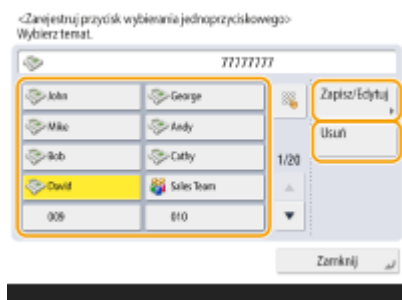 <Zarejestruj przycisk wybierania jednoprzyciskowego>
Wybierz temat.
77777777
John
George
Zapisz/Edytuj
Mike
Andy
Usuń
Bob
Cathy
1/20
David
Sales Team
009
010
Zamknij